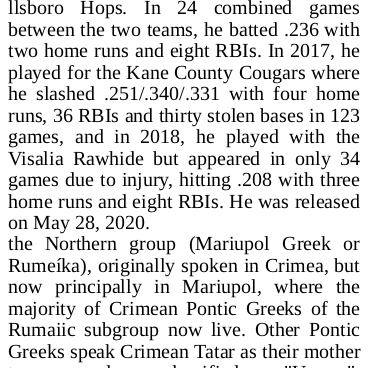 llsboro Hops. In 24 combined games
between the two teams, he batted .236 with
two home runs and eight RBIs. In 2017, he
played for the Kane County Cougars where
he slashed .251/.340/.331 with four home
runs, 36 RBIs and thirty stolen bases in 123
games, and in 2018, he played with the
Visalia Rawhide but appeared in only 34
games due to injury, hitting .208 with three
home runs and eight RBIs. He was released
on May 28, 2020.
the Northern group (Mariupol Greek or
Rumeíka), originally spoken in Crimea, but
now principally in Mariupol, where the
majority of Crimean Pontic Greeks of the
Rumaiic subgroup now live. Other Pontic
Greeks speak Crimean Tatar as their mother